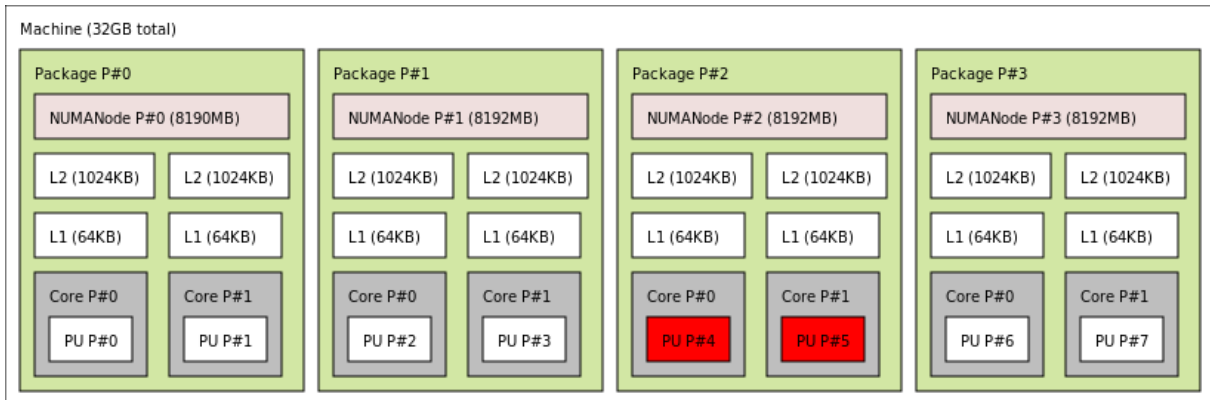 Machine (32GB total)
Package P#0
NUMANode P#0 (8190MB)
L2 (1024KB) L2 (1024KB)
L1 (64KB) L1 (64KB)
Core P#0 Core P#1
PU P#0 PU P#1
Package P#1
NUMANode P#1 (8192MB)
L2 (1024KB) L2 (1024KB)
L1 (64KB) L1 (64KB)
Core P#0 Core P#1
PU P#2 PU P#3
Package P#2
NUMANode P#2 (8192MB)
L2 (1024KB) L2 (1024KB)
L1 (64KB) L1 (64KB)
Core P#0 Core P#1
PU P#4 PU P#5
Package P#3
NUMANode P#3 (8192MB)
L2 (1024KB) L2 (1024KB)
L1 (64KB) L1 (64KB)
Core P#0 Core P#1
PU P#6 PU P#7